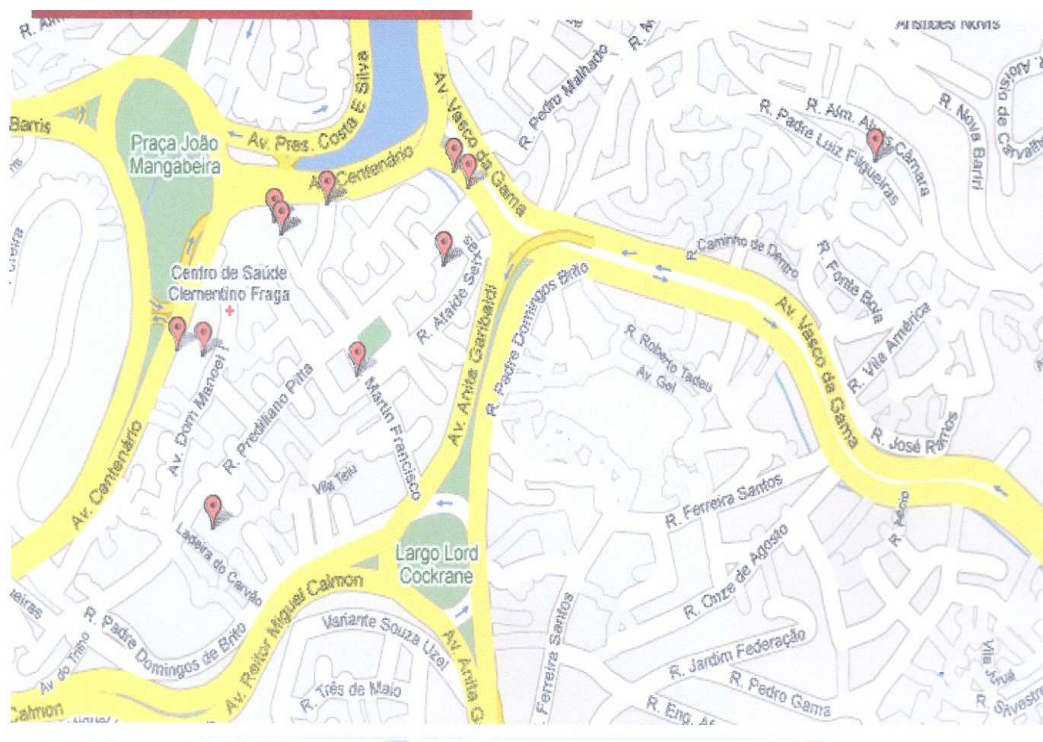 R. Alm
Barris
Praça João
Mangabeira
Av. Pres. Costa E Silva
Av. Centenário
Av. Vasco da Gama
R. Pedro Malhado
Aristides Novis
R. Aloisio de Carvalho
R. Nova Bariri
R. Alm. Alves Câmara
R. Padre Luiz Filgueiras
R. Caminho de Dentro
R. Fonte Boia
R. Vila América
Av. Vasco da Gama
R. José Ramos
Centro de Saúde
Clementino Fraga
R. Ataide Seixas
Av. Anita Garibaldi
R. Padre Domingos Brito
R. Roberto Tadeu
Av. Gel
Av. Dom Manoel I
R. Predilliano Pitta
Martin Francisco
Vila Teju
Av. Centenário
Ladeira do Carvão
Largo Lord
Cockrane
R. Ferreira Santos
R. Onze de Agosto
R. Jardim Federação
R. Pedro Gama
R. Eng. A
Ferreira Santos
R. Padre Domingos de Brito
Av. do Trilho
Av. Reitor Miguel Calmon
Variante Souza Uzel
Av. Anita G
R. Três de Maio
Calmon
eiras
Vila